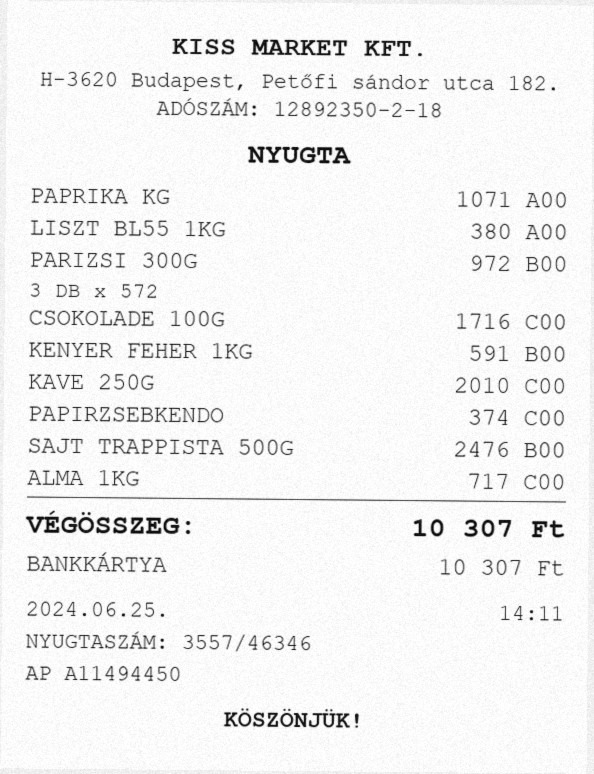 KISS MARKET KFT.
H-3620 Budapest, Petőfi sándor utca 182.
ADÓSZÁM: 12892350-2-18
NYUGTA
PAPRIKA KG 1071 A00
LISZT BL55 1KG 380 A00
PARIZSI 300G 972 B00
3 DB x 572
CSOKOLADE 100G 1716 C00
KENYER FEHER 1KG 591 B00
KAVE 250G 2010 C00
PAPIRZSEBKENDO 374 C00
SAJT TRAPPISTA 500G 2476 B00
ALMA 1KG 717 C00
VÉGÖSSZEG: 10 307 Ft
BANKKÁRTYA 10 307 Ft
2024.06.25. 14:11
NYUGTASZÁM: 3557/46346
AP A11494450
KÖSZÖNJÜK!